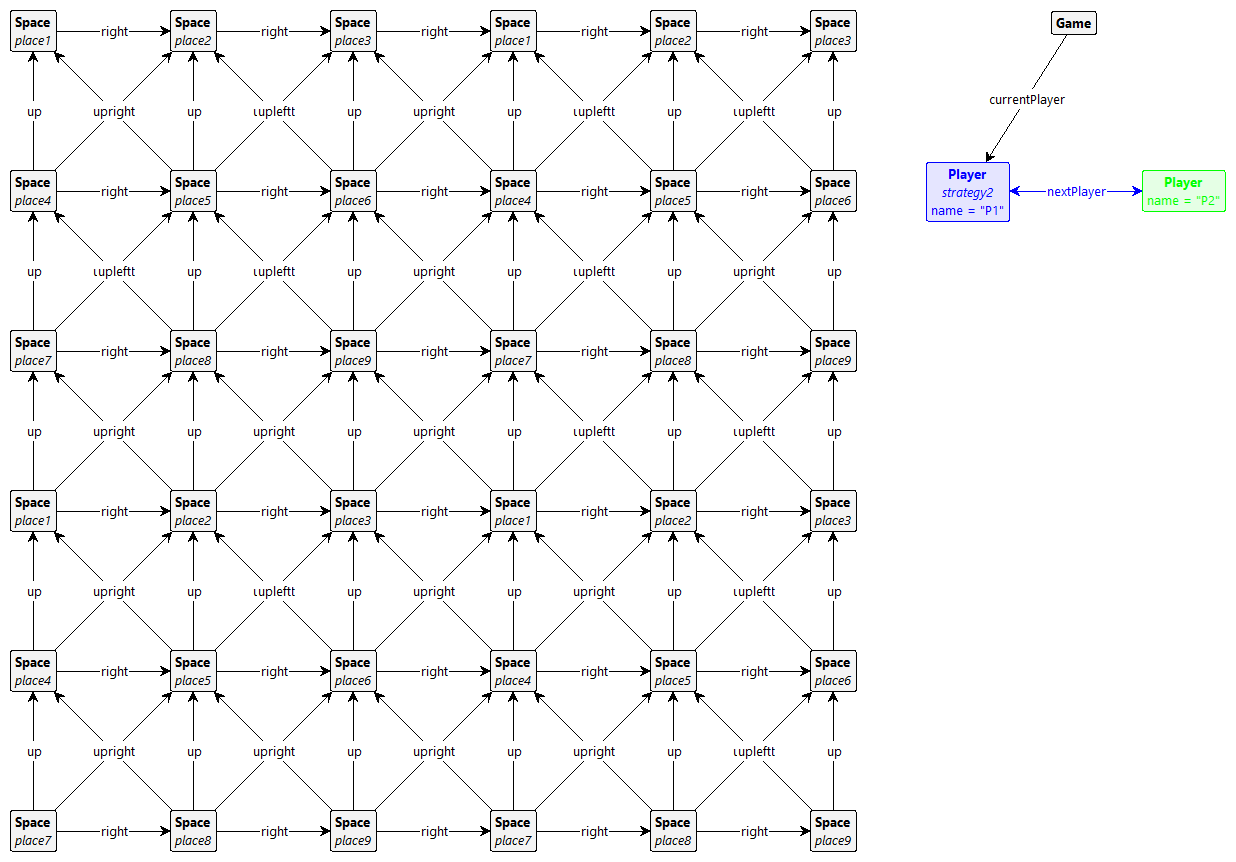 Space Space Space Space Space Space Game
right right right right right
place1 place2 place3 place1 place2 place3
currentPlayer
up upright up upleftt up upright up upleftt up upleftt up
Space Space Space Space Space Space Player Player
right right right right right strategy2 nextPlayer
place4 place5 place6 place4 place5 place6 name = "P1" name = "P2"
up upleftt up upleftt up upright up upleftt up upright up
Space Space Space Space Space Space
right right right right right
place7 place8 place9 place7 place8 place9
up upright up upright up upright up upleftt up upleftt up
Space Space Space Space Space Space
right right right right right
place1 place2 place3 place1 place2 place3
up upright up upleftt up upright up upright up upleftt up
Space Space Space Space Space Space
right right right right right
place4 place5 place6 place4 place5 place6
up upright up upright up upright up upright up upleftt up
Space Space Space Space Space Space
right right right right right
place7 place8 place9 place7 place8 place9